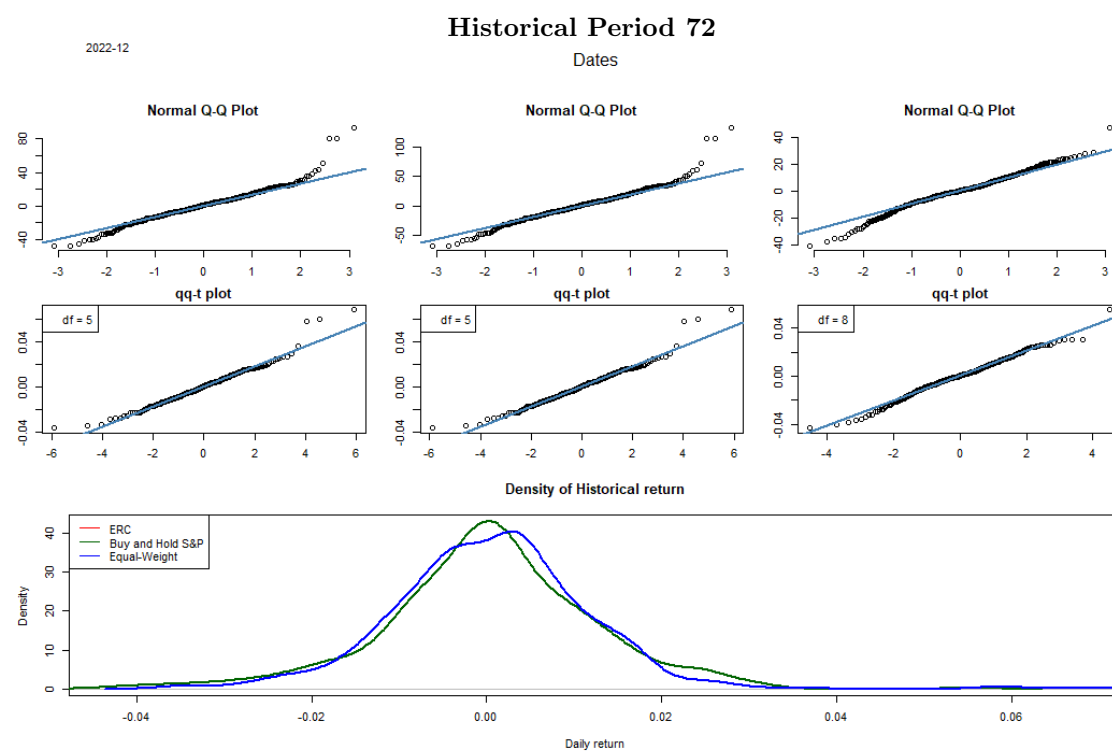 Historical Period 72
2022-12
Dates
Normal Q-Q Plot Normal Q-Q Plot Normal Q-Q Plot
80
40
0
-40
-3 -2 -1 0 1 2 3
100
50
0
-50
-3 -2 -1 0 1 2 3
40
20
0
-20
-40
-3 -2 -1 0 1 2 3
qq-t plot qq-t plot qq-t plot
df = 5
0.04
0.00
-0.04
-6 -4 -2 0 2 4 6
df = 5
0.04
0.00
-0.04
-6 -4 -2 0 2 4 6
df = 8
0.04
0.00
-0.04
-4 -2 0 2 4
Density of Historical return
ERC
Buy and Hold S&P
Equal-Weight
Density
40
30
20
10
0
-0.04 -0.02 0.00 0.02 0.04 0.06
Daily return